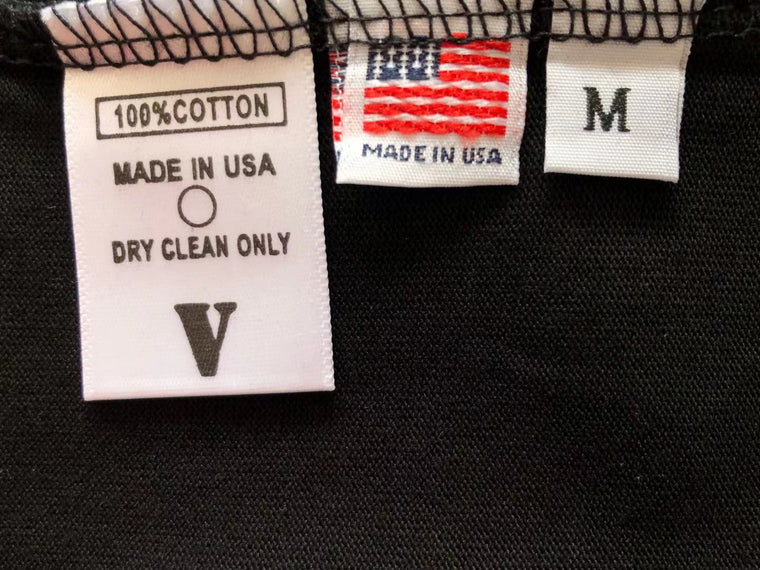 100%COTTON
MADE IN USA
DRY CLEAN ONLY
V
MADE IN USA
M